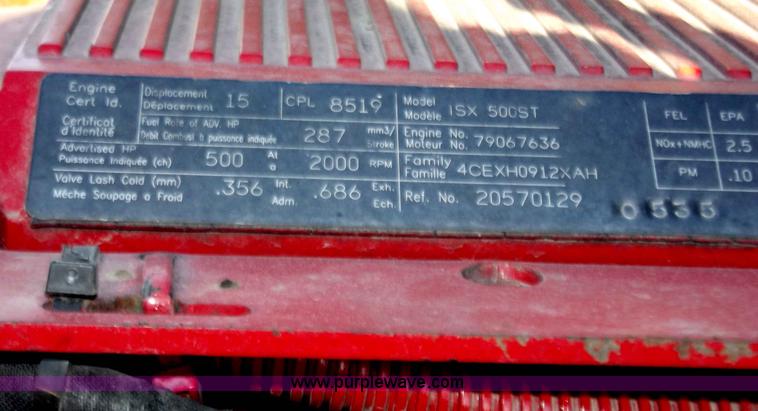 Engine
Cert Id.
Certificat
d'Identité
Displacement
Déplacement 15
CPL 8519
Fuel Rate at ADV. HP
Debit Combust à puissance indiquée 287 mm3/
Stroke
Advertised HP
Puissance Indiquée (ch) 500 At
à 2000 RPM
Valve Lash Cold (mm)
Mèche Soupage à Froid .356 Int.
Adm. .686 Exh.
Ech.
Model
Modèle ISX 500ST
Engine No.
Moteur No. 79067636
Family
Famille 4CEXH0912XAH
Ref. No. 20570129
FEL EPA
NOx+NMHC 2.5
PM .10
0535
www.purplewave.com